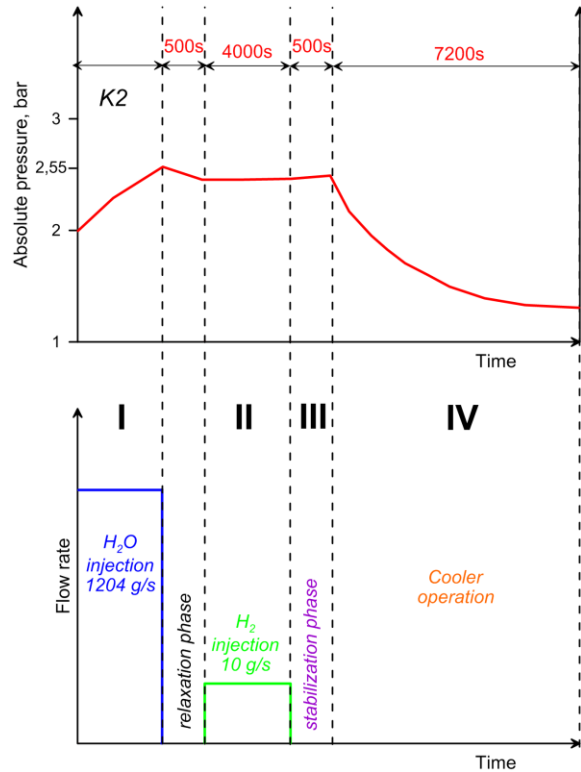 500s
4000s
500s
7200s
K2
Absolute pressure, bar
3
2,55
2
1
Time
I
II
III
IV
Flow rate
H₂O
injection
1204 g/s
relaxation phase
H₂
injection
10 g/s
stabilization phase
Cooler
operation
Time